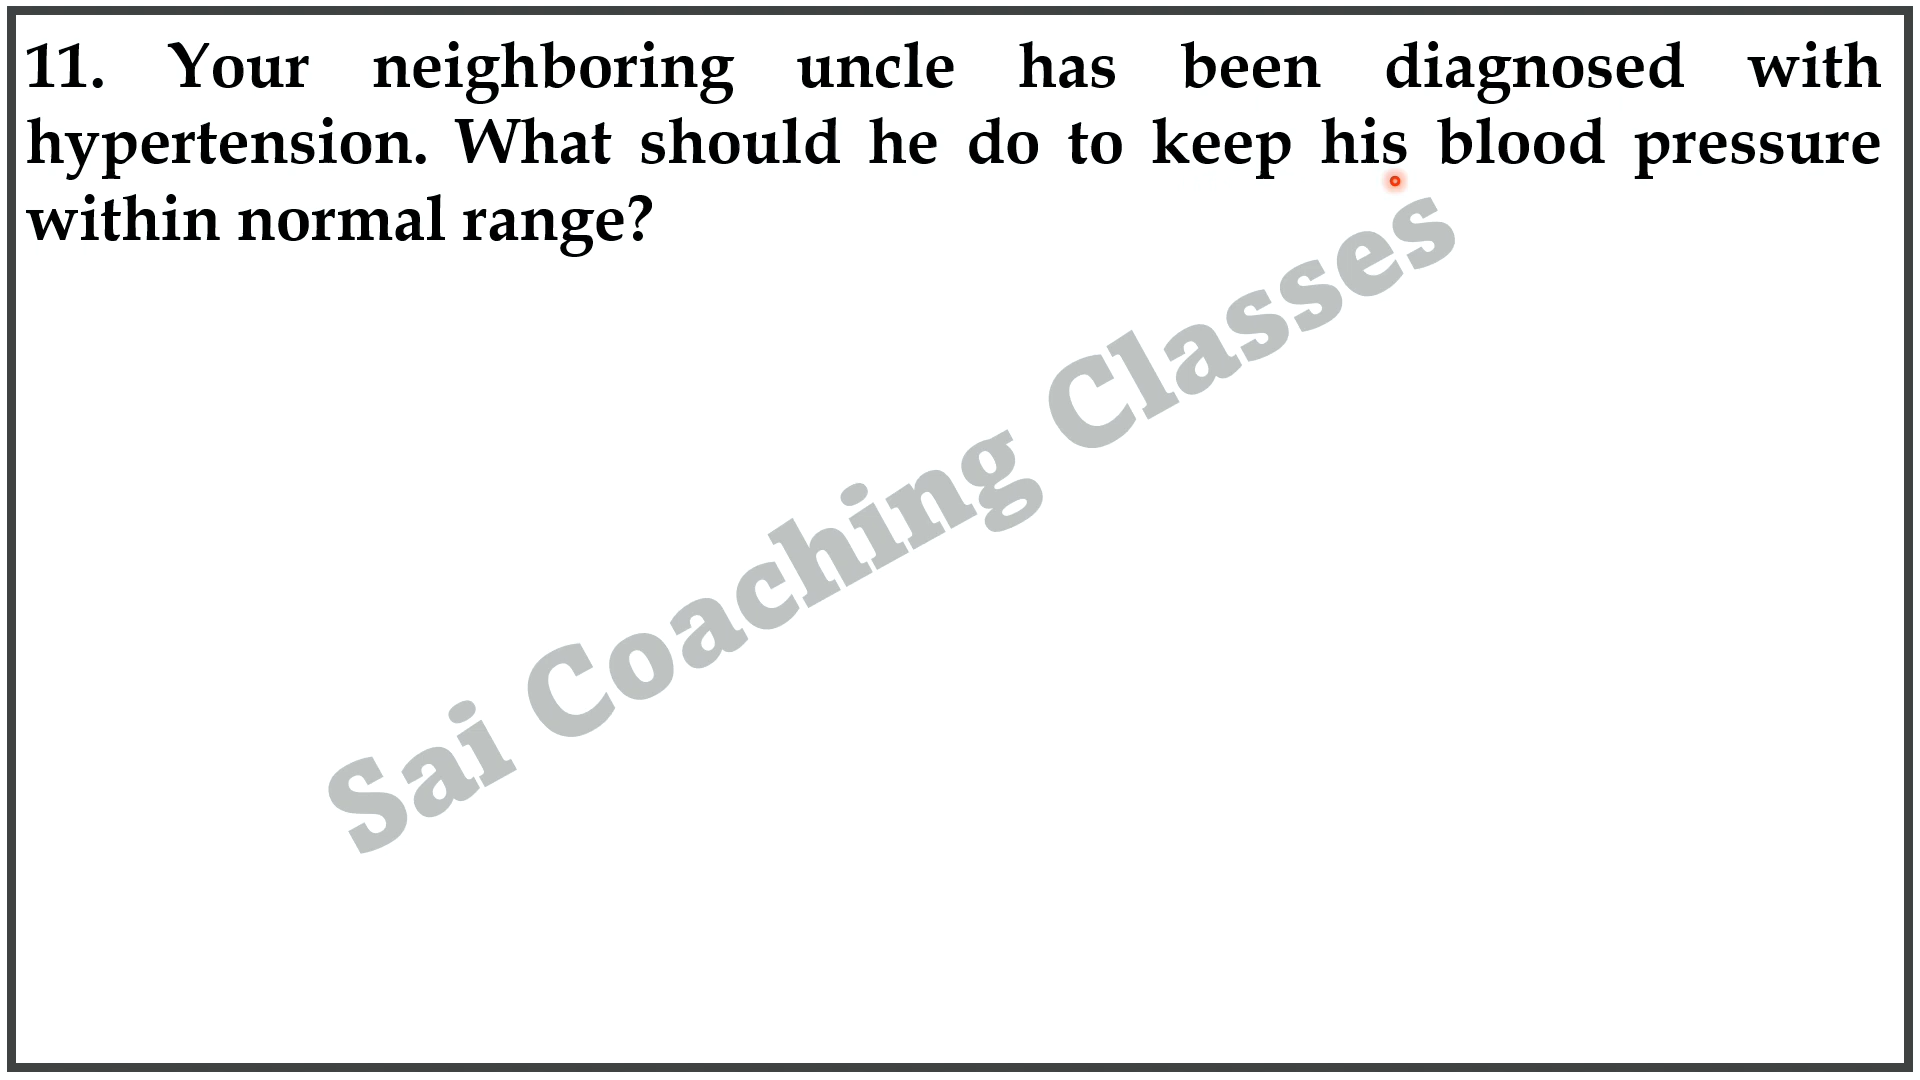 11. Your neighboring uncle has been diagnosed with
hypertension. What should he do to keep his blood pressure
within normal range?
Sai Coaching Classes